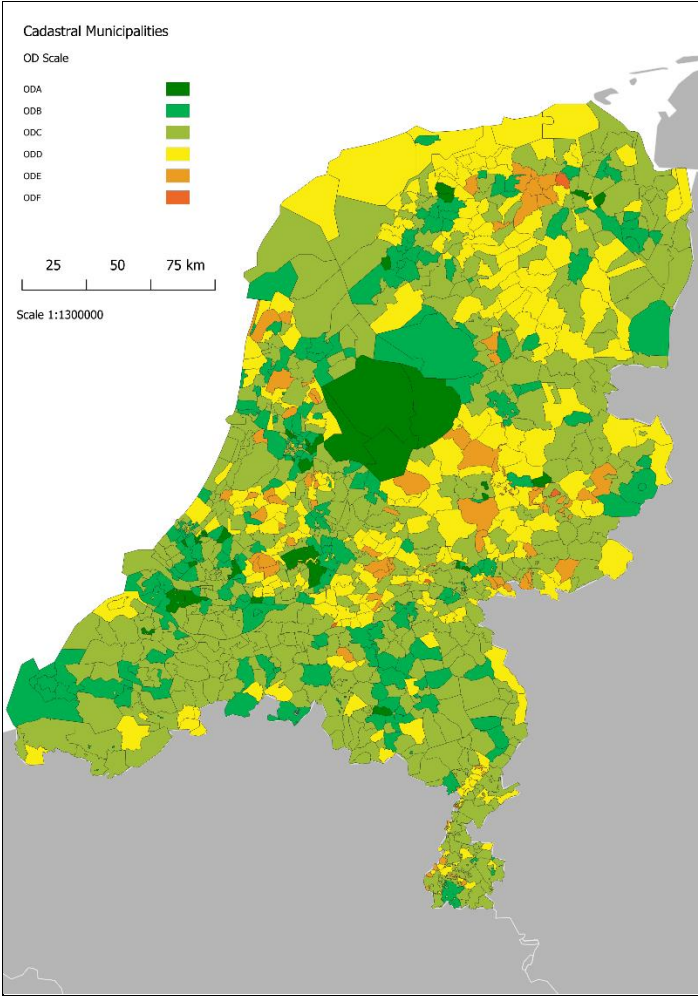 Cadastral Municipalities
OD Scale
ODA
ODB
ODC
ODD
ODE
ODF
25 50 75 km
Scale 1:1300000